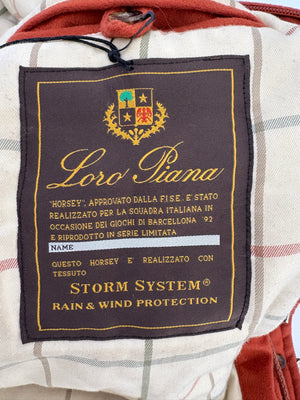 Loro Piana
"HORSEY", APPROVATO DALLA F.I.S.E. E' STATO
REALIZZATO PER LA SQUADRA ITALIANA IN
OCCASIONE DEI GIOCHI DI BARCELLONA '92
E RIPRODOTTO IN SERIE LIMITATA
NAME
QUESTO HORSEY E REALIZZATO CON
TESSUTO
STORM SYSTEM®
RAIN & WIND PROTECTION